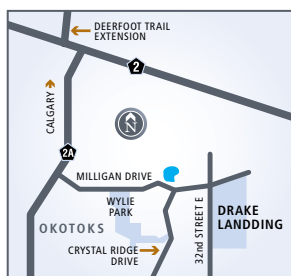 DEERFOOT TRAIL
EXTENSION
2
CALGARY
N
2A
MILLIGAN DRIVE
WYLIE
PARK
32nd STREET E
DRAKE
LANDDING
OKOTOKS
CRYSTAL RIDGE
DRIVE